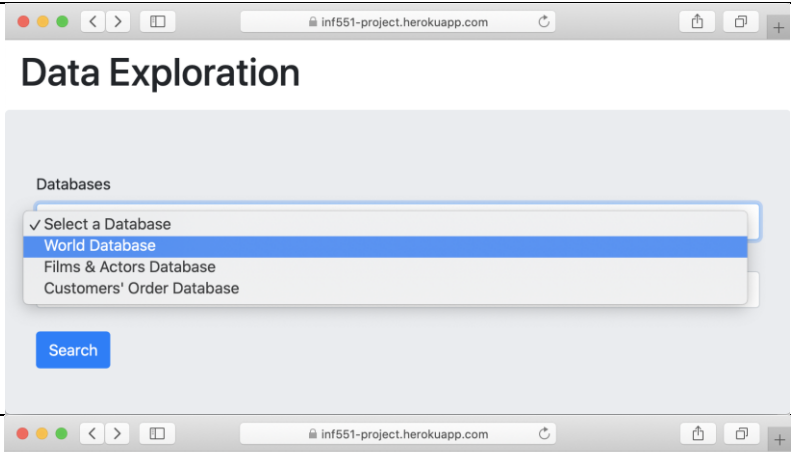 inf551-project.herokuapp.com
Data Exploration
Databases
✓ Select a Database
World Database
Films & Actors Database
Customers' Order Database
Search
inf551-project.herokuapp.com